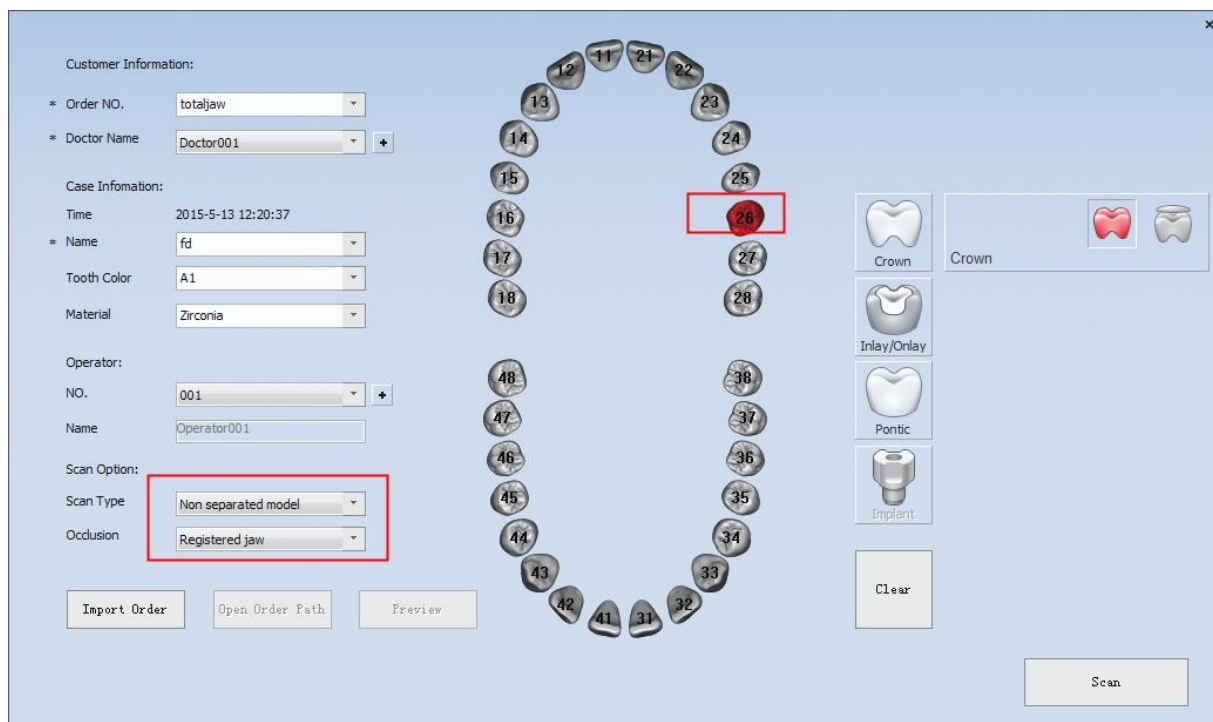 ×
Customer Information:
* Order NO. totaljaw
* Doctor Name Doctor001 +
Case Infomation:
Time 2015-5-13 12:20:37
* Name fd
Tooth Color A1
Material Zirconia
Operator:
NO. 001 +
Name Operator001
Scan Option:
Scan Type Non separated model
Occlusion Registered jaw
Import Order Open Order Path Preview
11 21
12 22
13 23
14 24
15 25
16 26
17 27
18 28
48 38
47 37
46 36
45 35
44 34
43 33
42 32
41 31
Crown
Inlay/Onlay
Pontic
Implant
Clear
Crown
Scan